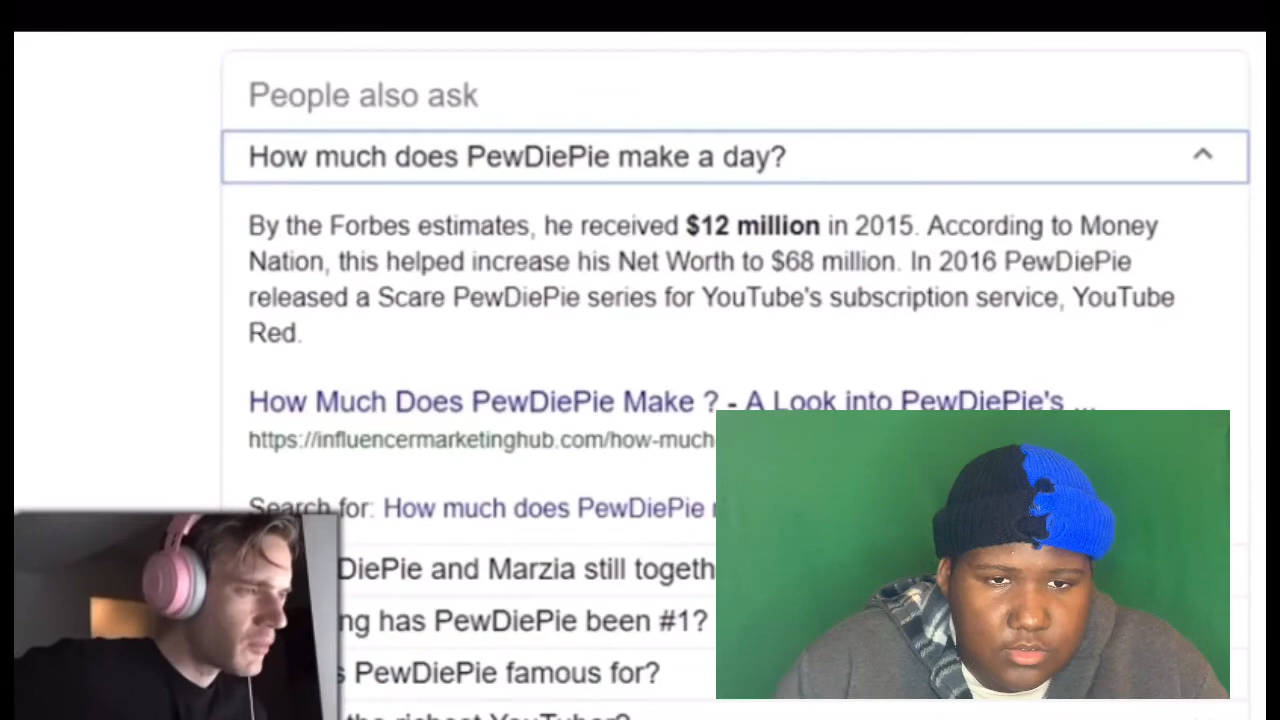 People also ask
How much does PewDiePie make a day?
By the Forbes estimates, he received $12 million in 2015. According to Money
Nation, this helped increase his Net Worth to $68 million. In 2016 PewDiePie
released a Scare PewDiePie series for YouTube's subscription service, YouTube
Red.
How Much Does PewDiePie Make ? - A Look into PewDiePie's ...
https://influencermarketinghub.com/how-much
Search for: How much does PewDiePie
DiePie and Marzia still togeth
ng has PewDiePie been #1?
s PewDiePie famous for?
the richest YouTuber?